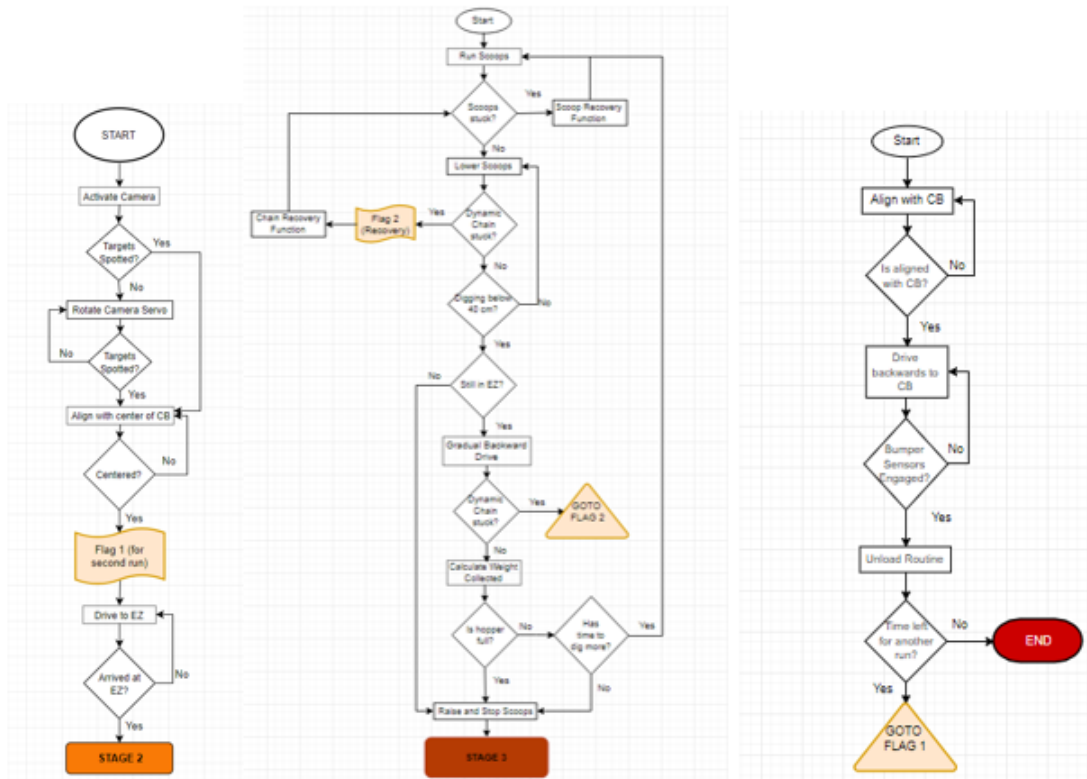 START
Activate Camera
Targets
Spotted?
Yes
No
Rotate Camera Servo
Targets
Spotted?
No
Yes
Align with center of CB
Centered?
No
Yes
Flag 1 (for
second run)
Drive to EZ
Arrived at
EZ?
No
Yes
STAGE 2
Start
Run Scoops
Scoops
stuck?
Yes
Scoop Recovery
Function
No
Lower Scoops
Dynamic
Chain
stuck?
Yes
Flag 2
(Recovery)
Chain Recovery
Function
No
Digging below
40 cm?
No
Yes
Still in EZ?
No
Yes
Gradual Backward
Drive
Dynamic
Chain
stuck?
Yes
GOTO
FLAG 2
No
Calculate Weight
Collected
Is hopper
full?
No
Has
time to
dig more?
Yes
Yes
No
Raise and Stop Scoops
STAGE 3
Start
Align with CB
Is aligned
with CB?
No
Yes
Drive
backwards to
CB
Bumper
Sensors
Engaged?
No
Yes
Unload Routine
Time left
for another
run?
No
END
Yes
GOTO
FLAG 1